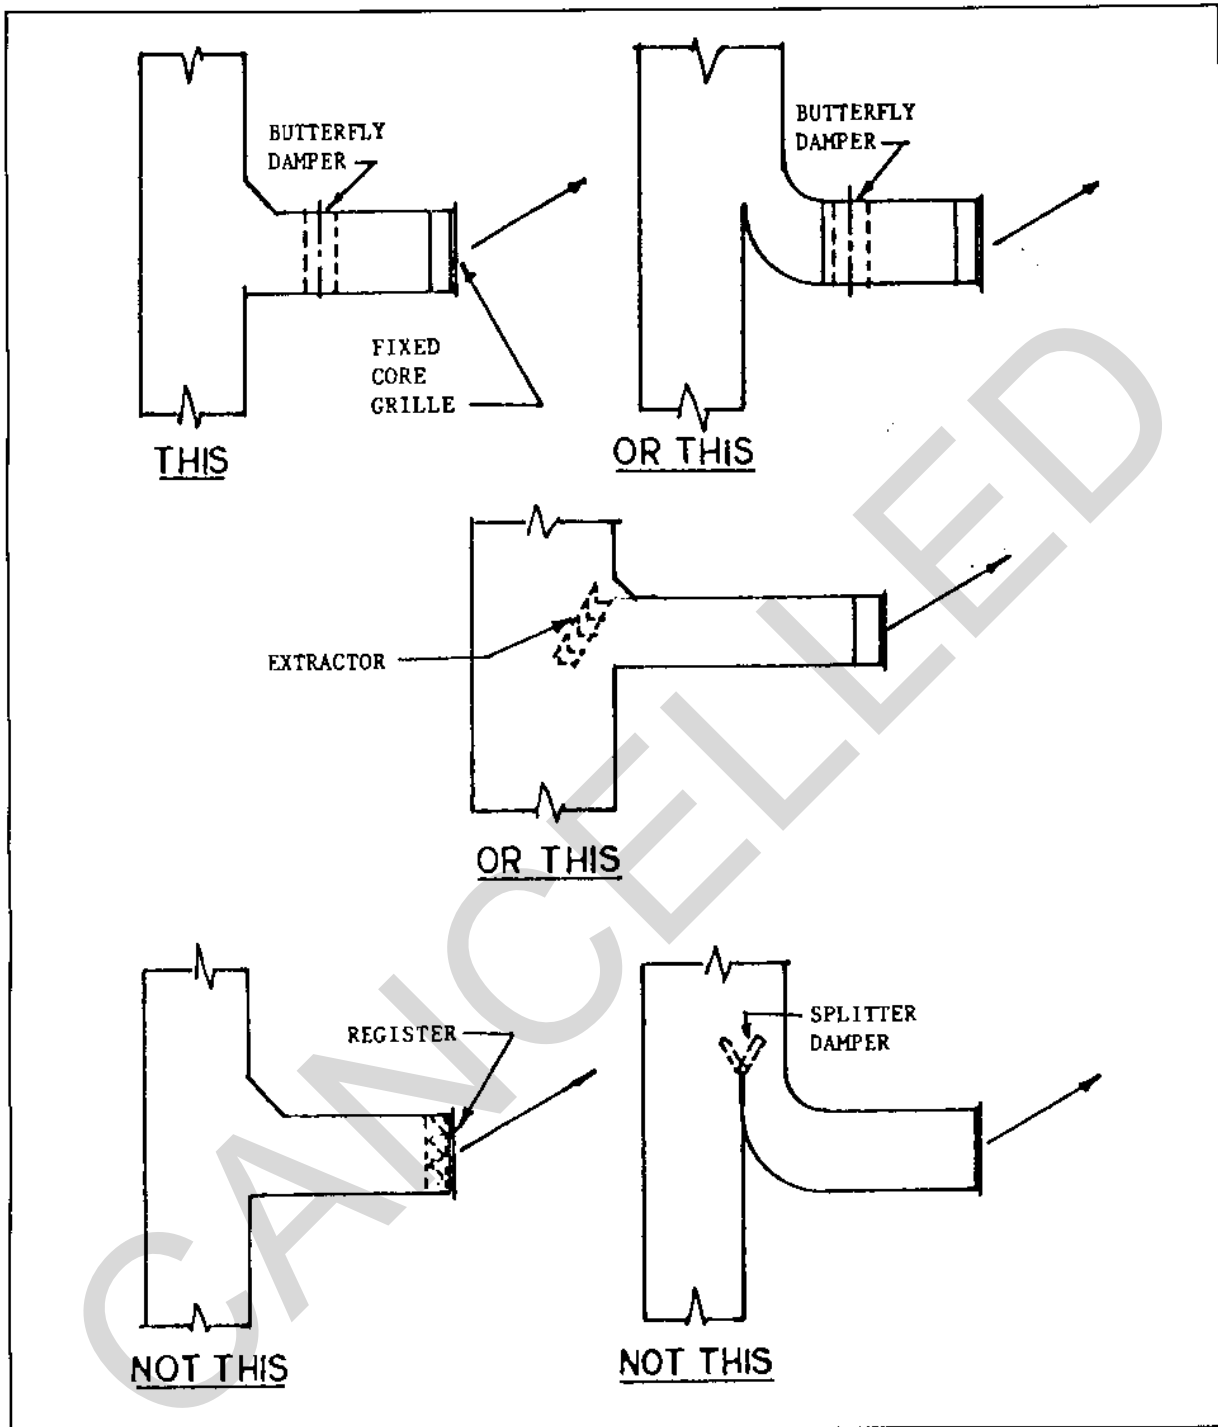 BUTTERFLY
DAMPER
BUTTERFLY
DAMPER
FIXED
CORE
GRILLE
THIS
OR THIS
EXTRACTOR
OR THIS
REGISTER
SPLITTER
DAMPER
NOT THIS
NOT THIS
CANCELLED